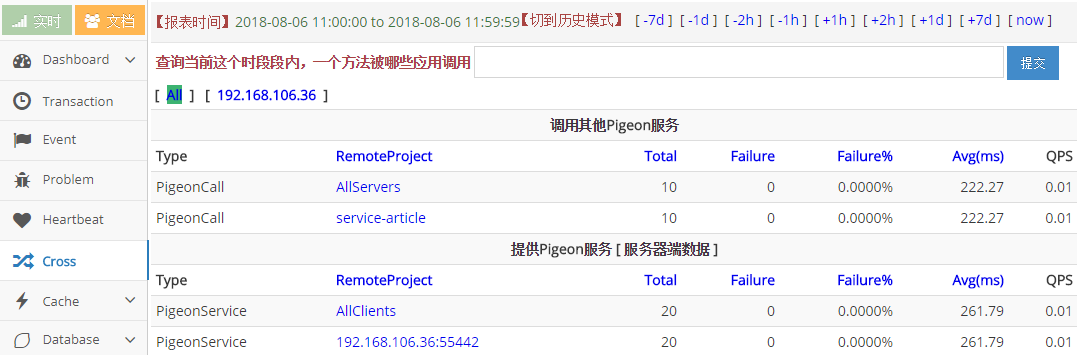 实时 文档
Dashboard
Transaction
Event
Problem
Heartbeat
Cross
Cache
Database
【报表时间】2018-08-06 11:00:00 to 2018-08-06 11:59:59【切到历史模式】 [ -7d ] [ -1d ] [ -2h ] [ -1h ] [ +1h ] [ +2h ] [ +1d ] [ +7d ] [ now ]
查询当前这个时段段内，一个方法被哪些应用调用 提交
[ All ] [ 192.168.106.36 ]
调用其他Pigeon服务
Type RemoteProject Total Failure Failure% Avg(ms) QPS
PigeonCall AllServers 10 0 0.0000% 222.27 0.01
PigeonCall service-article 10 0 0.0000% 222.27 0.01
提供Pigeon服务 [ 服务器端数据 ]
Type RemoteProject Total Failure Failure% Avg(ms) QPS
PigeonService AllClients 20 0 0.0000% 261.79 0.01
PigeonService 192.168.106.36:55442 20 0 0.0000% 261.79 0.01